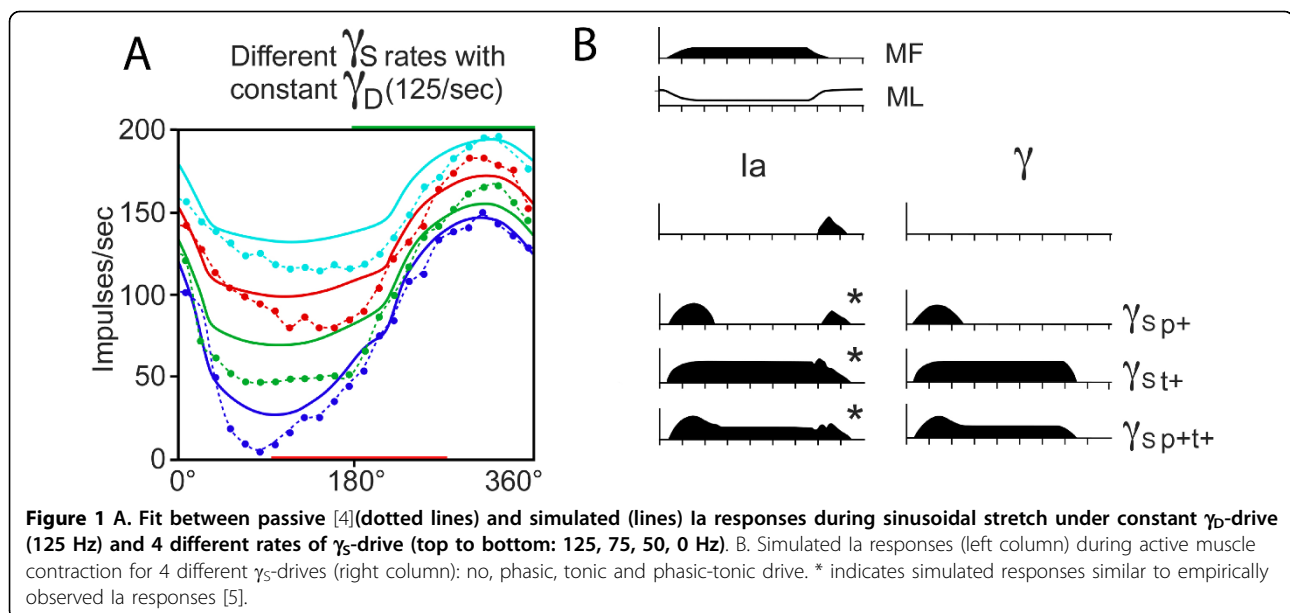 A
Different γS rates with
constant γD (125/sec)
200
150
100
50
0
Impulses/sec
0°
180°
360°
B
MF
ML
Ia
γ
*
γs p+
*
γs t+
*
γs p+t+
Figure 1 A. Fit between passive [4](dotted lines) and simulated (lines) Ia responses during sinusoidal stretch under constant γD-drive
(125 Hz) and 4 different rates of γS-drive (top to bottom: 125, 75, 50, 0 Hz). B. Simulated Ia responses (left column) during active muscle
contraction for 4 different γS-drives (right column): no, phasic, tonic and phasic-tonic drive. * indicates simulated responses similar to empirically
observed Ia responses [5].